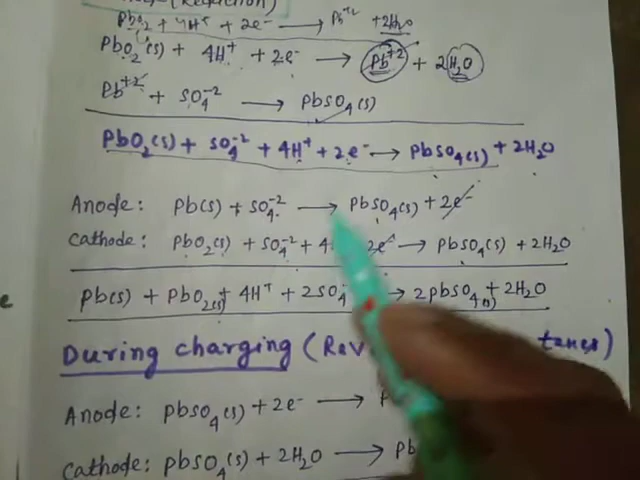 (Reduction)
PbO₂ + 4H⁺ + 2e⁻ ⟶ Pb⁺² + 2H₂O
PbO₂(s) + 4H⁺ + 2e⁻ ⟶ Pb⁺² + 2H₂O
Pb⁺² + SO₄⁻² ⟶ PbSO₄(s)
PbO₂(s) + SO₄⁻² + 4H⁺ + 2e⁻ ⟶ PbSO₄(s) + 2H₂O
Anode: Pb(s) + SO₄⁻² ⟶ PbSO₄(s) + 2e⁻
Cathode: PbO₂(s) + SO₄⁻² + 4 2e⁻ ⟶ PbSO₄(s) + 2H₂O
Pb(s) + PbO₂(s) + 4H⁺ + 2SO₄ ⟶ 2PbSO₄(s) + 2H₂O
During charging (Rev
Anode: PbSO₄(s) + 2e⁻ ⟶
Cathode: PbSO₄(s) + 2H₂O ⟶ Pb